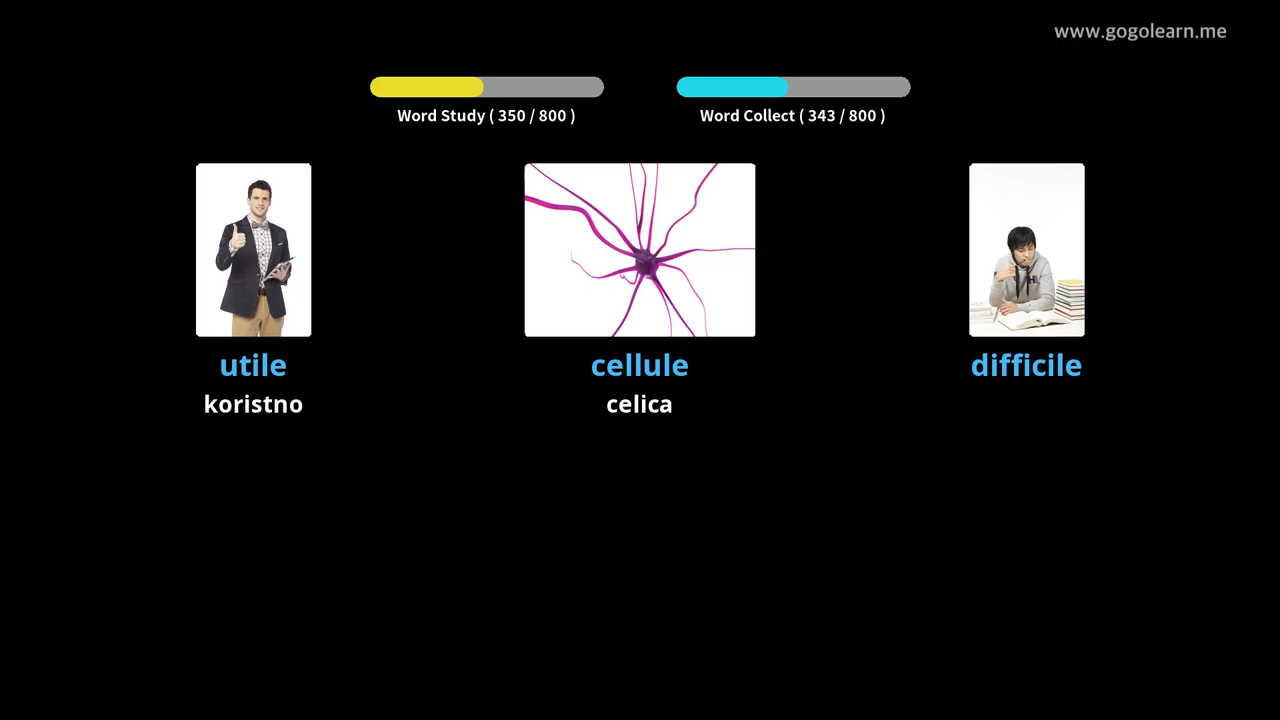 www.gogolearn.me
Word Study ( 350 / 800 )
Word Collect ( 343 / 800 )
utile
koristno
cellule
celica
difficile